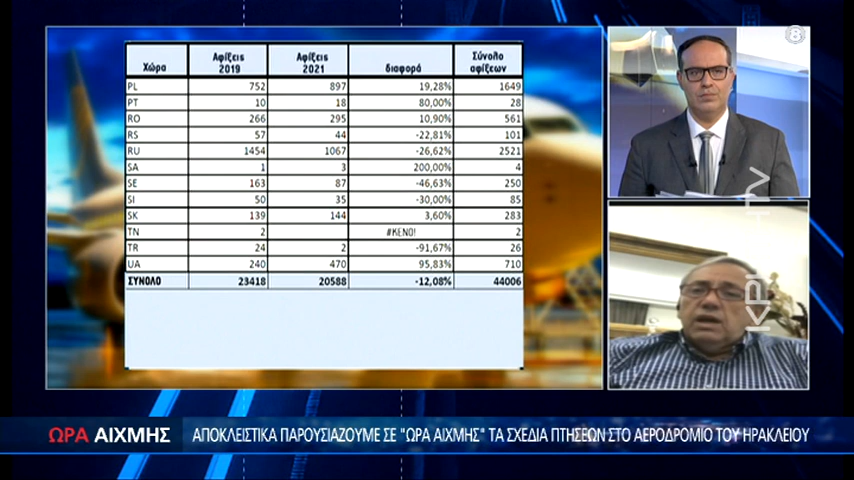 Χώρα Αφίξεις 2019 Αφίξεις 2021 διαφορά Σύνολο αφίξεων
PL 752 897 19,28% 1649
PT 10 18 80,00% 28
RO 266 295 10,90% 561
RS 57 44 -22,81% 101
RU 1454 1067 -26,62% 2521
SA 1 3 200,00% 4
SE 163 87 -46,63% 250
SI 50 35 -30,00% 85
SK 139 144 3,60% 283
TN 2 #ΚΕΝΟ! 2
TR 24 2 -91,67% 26
UA 240 470 95,83% 710
ΣΥΝΟΛΟ 23418 20588 -12,08% 44006
8
TV
ΩΡΑ ΑΙΧΜΗΣ ΑΠΟΚΛΕΙΣΤΙΚΑ ΠΑΡΟΥΣΙΑΖΟΥΜΕ ΣΕ "ΩΡΑ ΑΙΧΜΗΣ" ΤΑ ΣΧΕΔΙΑ ΠΤΗΣΕΩΝ ΣΤΟ ΑΕΡΟΔΡΟΜΙΟ ΤΟΥ ΗΡΑΚΛΕΙΟΥ